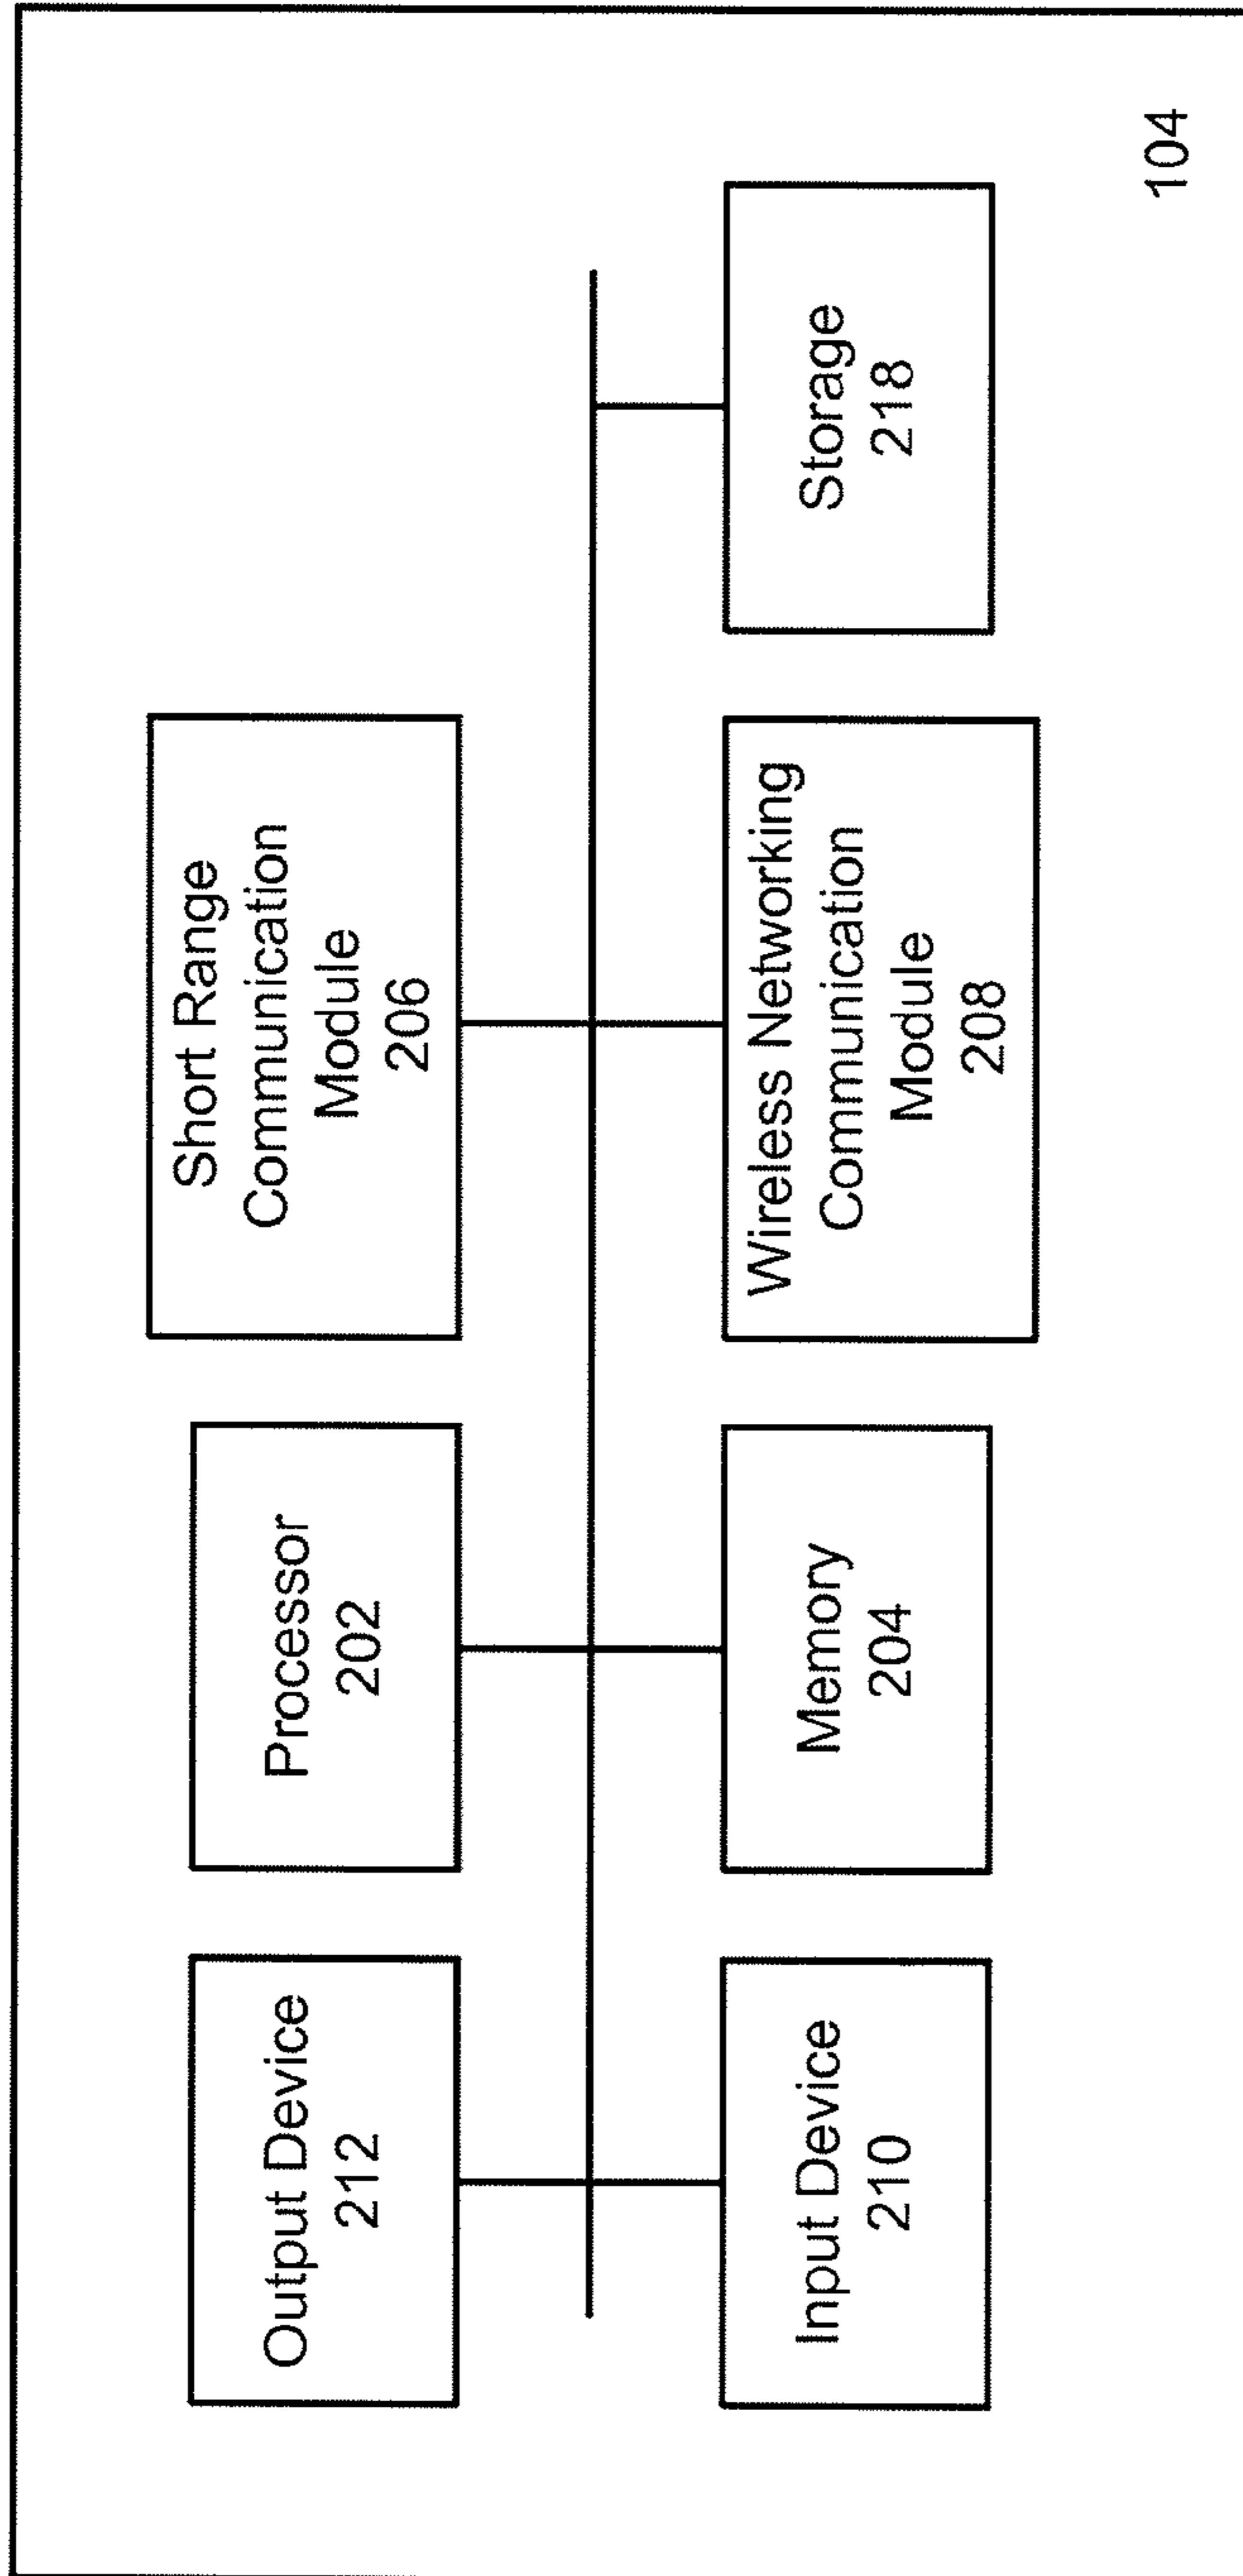 Output Device
212
Processor
202
Short Range
Communication
Module
206
Input Device
210
Memory
204
Wireless Networking
Communication
Module
208
Storage
218
104